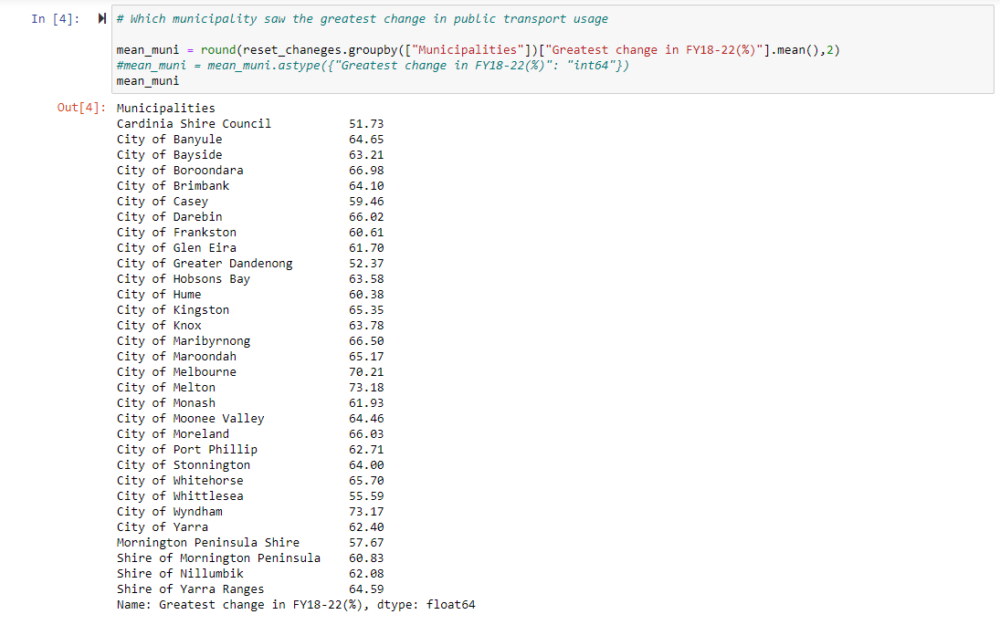 In [4]:
# Which municipality saw the greatest change in public transport usage
mean_muni = round(reset_chaneges.groupby(["Municipalities"])["Greatest change in FY18-22(%)"].mean(),2)
#mean_muni = mean_muni.astype({"Greatest change in FY18-22(%)": "int64"})
mean_muni
Out[4]: Municipalities
Cardinia Shire Council 51.73
City of Banyule 64.65
City of Bayside 63.21
City of Boroondara 66.98
City of Brimbank 64.10
City of Casey 59.46
City of Darebin 66.02
City of Frankston 60.61
City of Glen Eira 61.70
City of Greater Dandenong 52.37
City of Hobsons Bay 63.58
City of Hume 60.38
City of Kingston 65.35
City of Knox 63.78
City of Maribyrnong 66.50
City of Maroondah 65.17
City of Melbourne 70.21
City of Melton 73.18
City of Monash 61.93
City of Moonee Valley 64.46
City of Moreland 66.03
City of Port Phillip 62.71
City of Stonnington 64.00
City of Whitehorse 65.70
City of Whittlesea 55.59
City of Wyndham 73.17
City of Yarra 62.40
Mornington Peninsula Shire 57.67
Shire of Mornington Peninsula 60.83
Shire of Nillumbik 62.08
Shire of Yarra Ranges 64.59
Name: Greatest change in FY18-22(%), dtype: float64